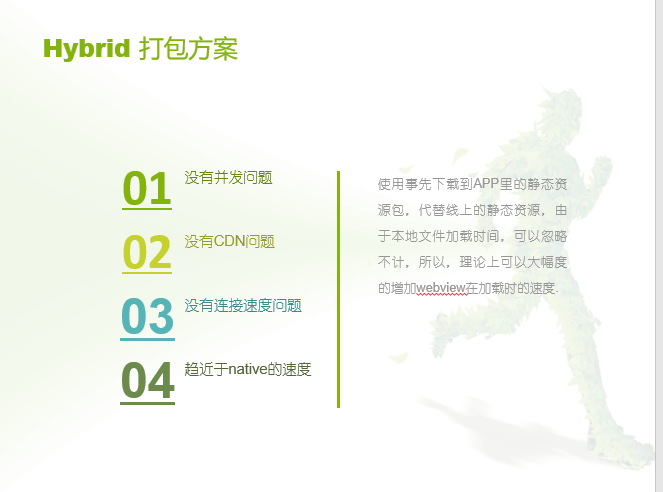 Hybrid 打包方案
01 没有并发问题
02 没有CDN问题
03 没有连接速度问题
04 趋近于native的速度
使用事先下载到APP里的静态资
源包，代替线上的静态资源，由
于本地文件加载时间，可以忽略
不计，所以，理论上可以大幅度
的增加webview在加载时的速度.